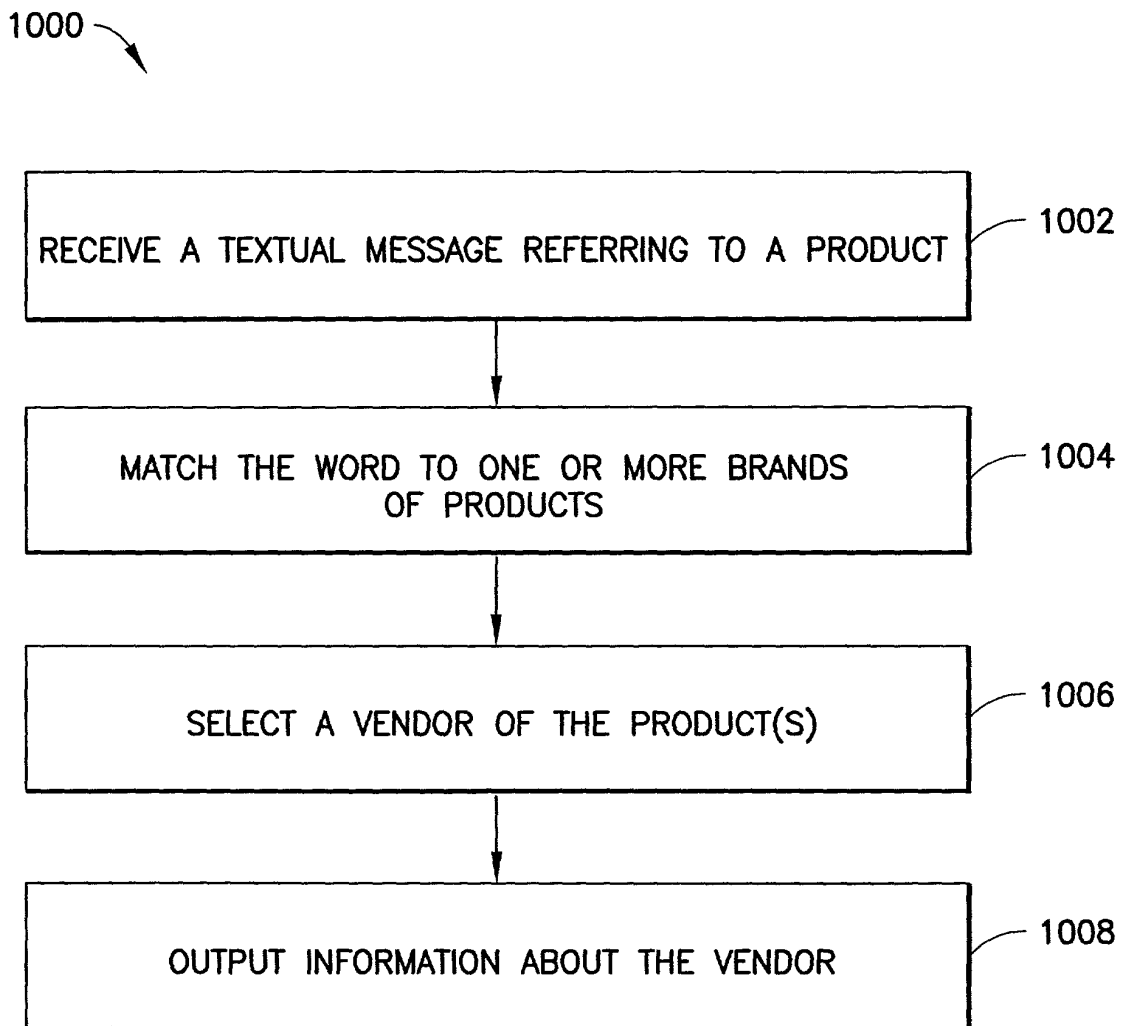 1000
RECEIVE A TEXTUAL MESSAGE REFERRING TO A PRODUCT
1002
MATCH THE WORD TO ONE OR MORE BRANDS
OF PRODUCTS
1004
SELECT A VENDOR OF THE PRODUCT(S)
1006
OUTPUT INFORMATION ABOUT THE VENDOR
1008